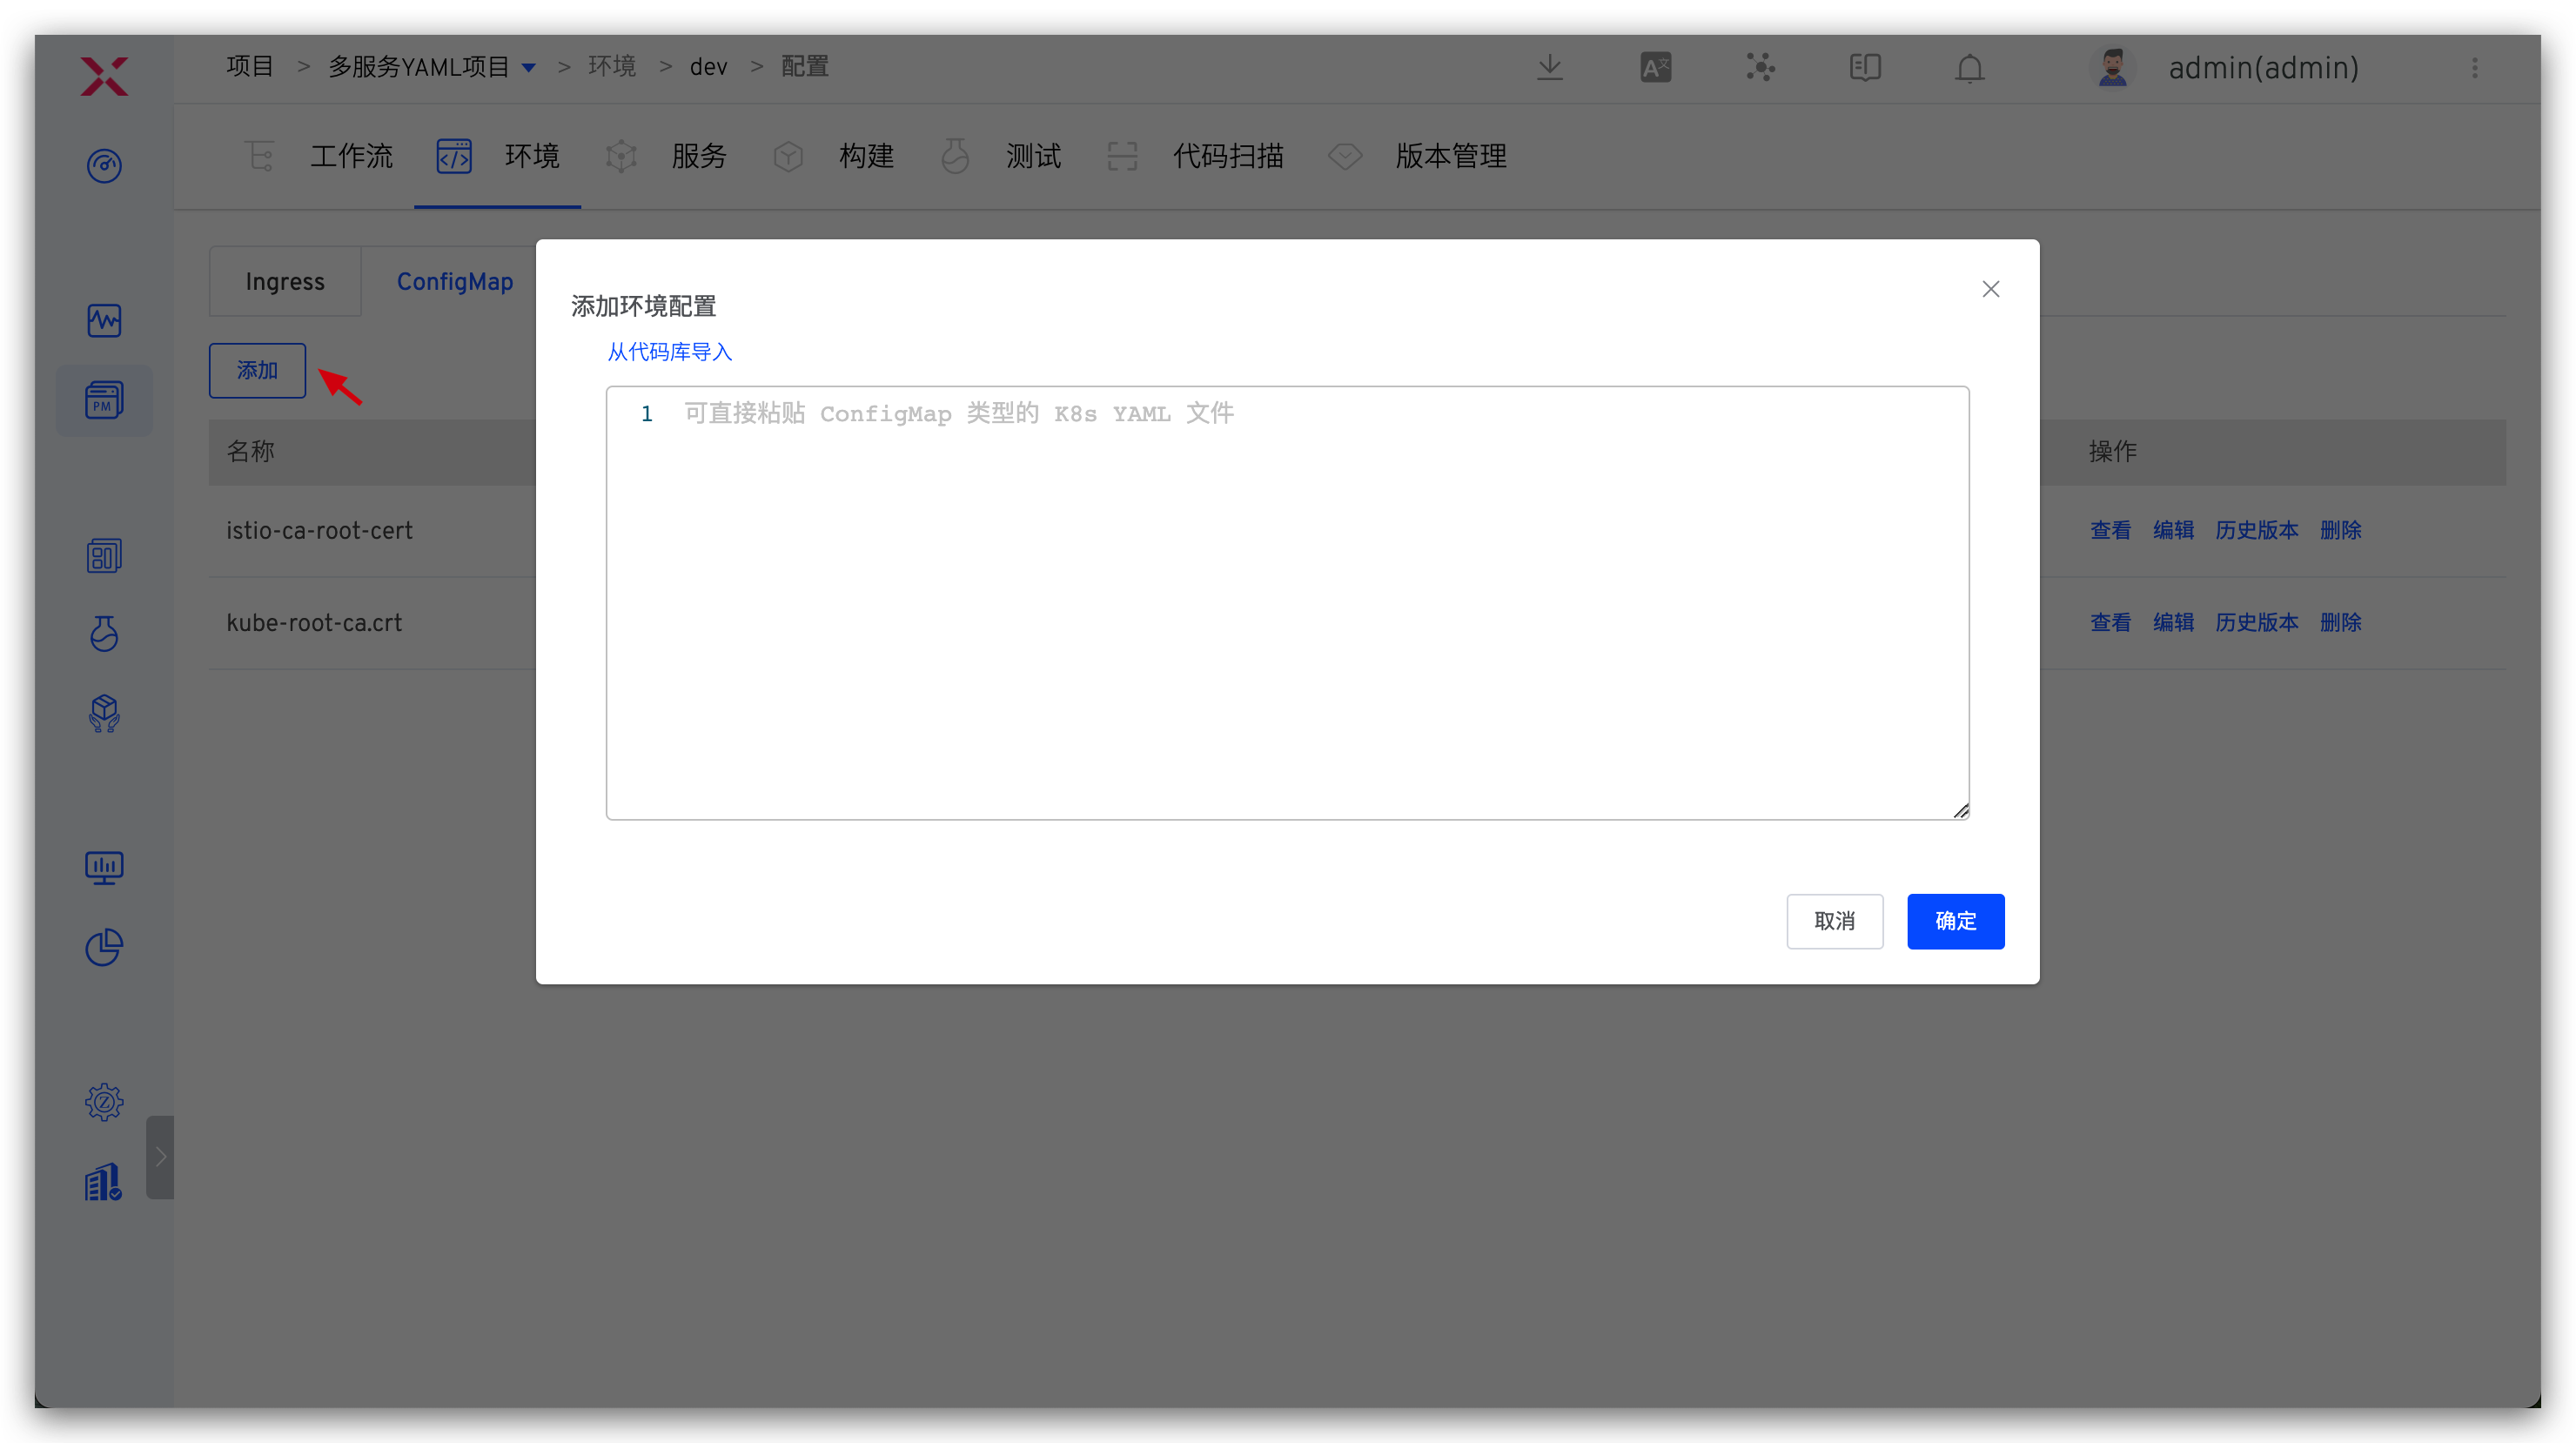 项目 > 多服务YAML项目 > 环境 > dev > 配置
admin(admin)
工作流 环境 服务 构建 测试 代码扫描 版本管理
Ingress ConfigMap
添加
名称 操作
istio-ca-root-cert 查看 编辑 历史版本 删除
kube-root-ca.crt 查看 编辑 历史版本 删除
添加环境配置
从代码库导入
1 可直接粘贴 ConfigMap 类型的 K8s YAML 文件
取消 确定
PM